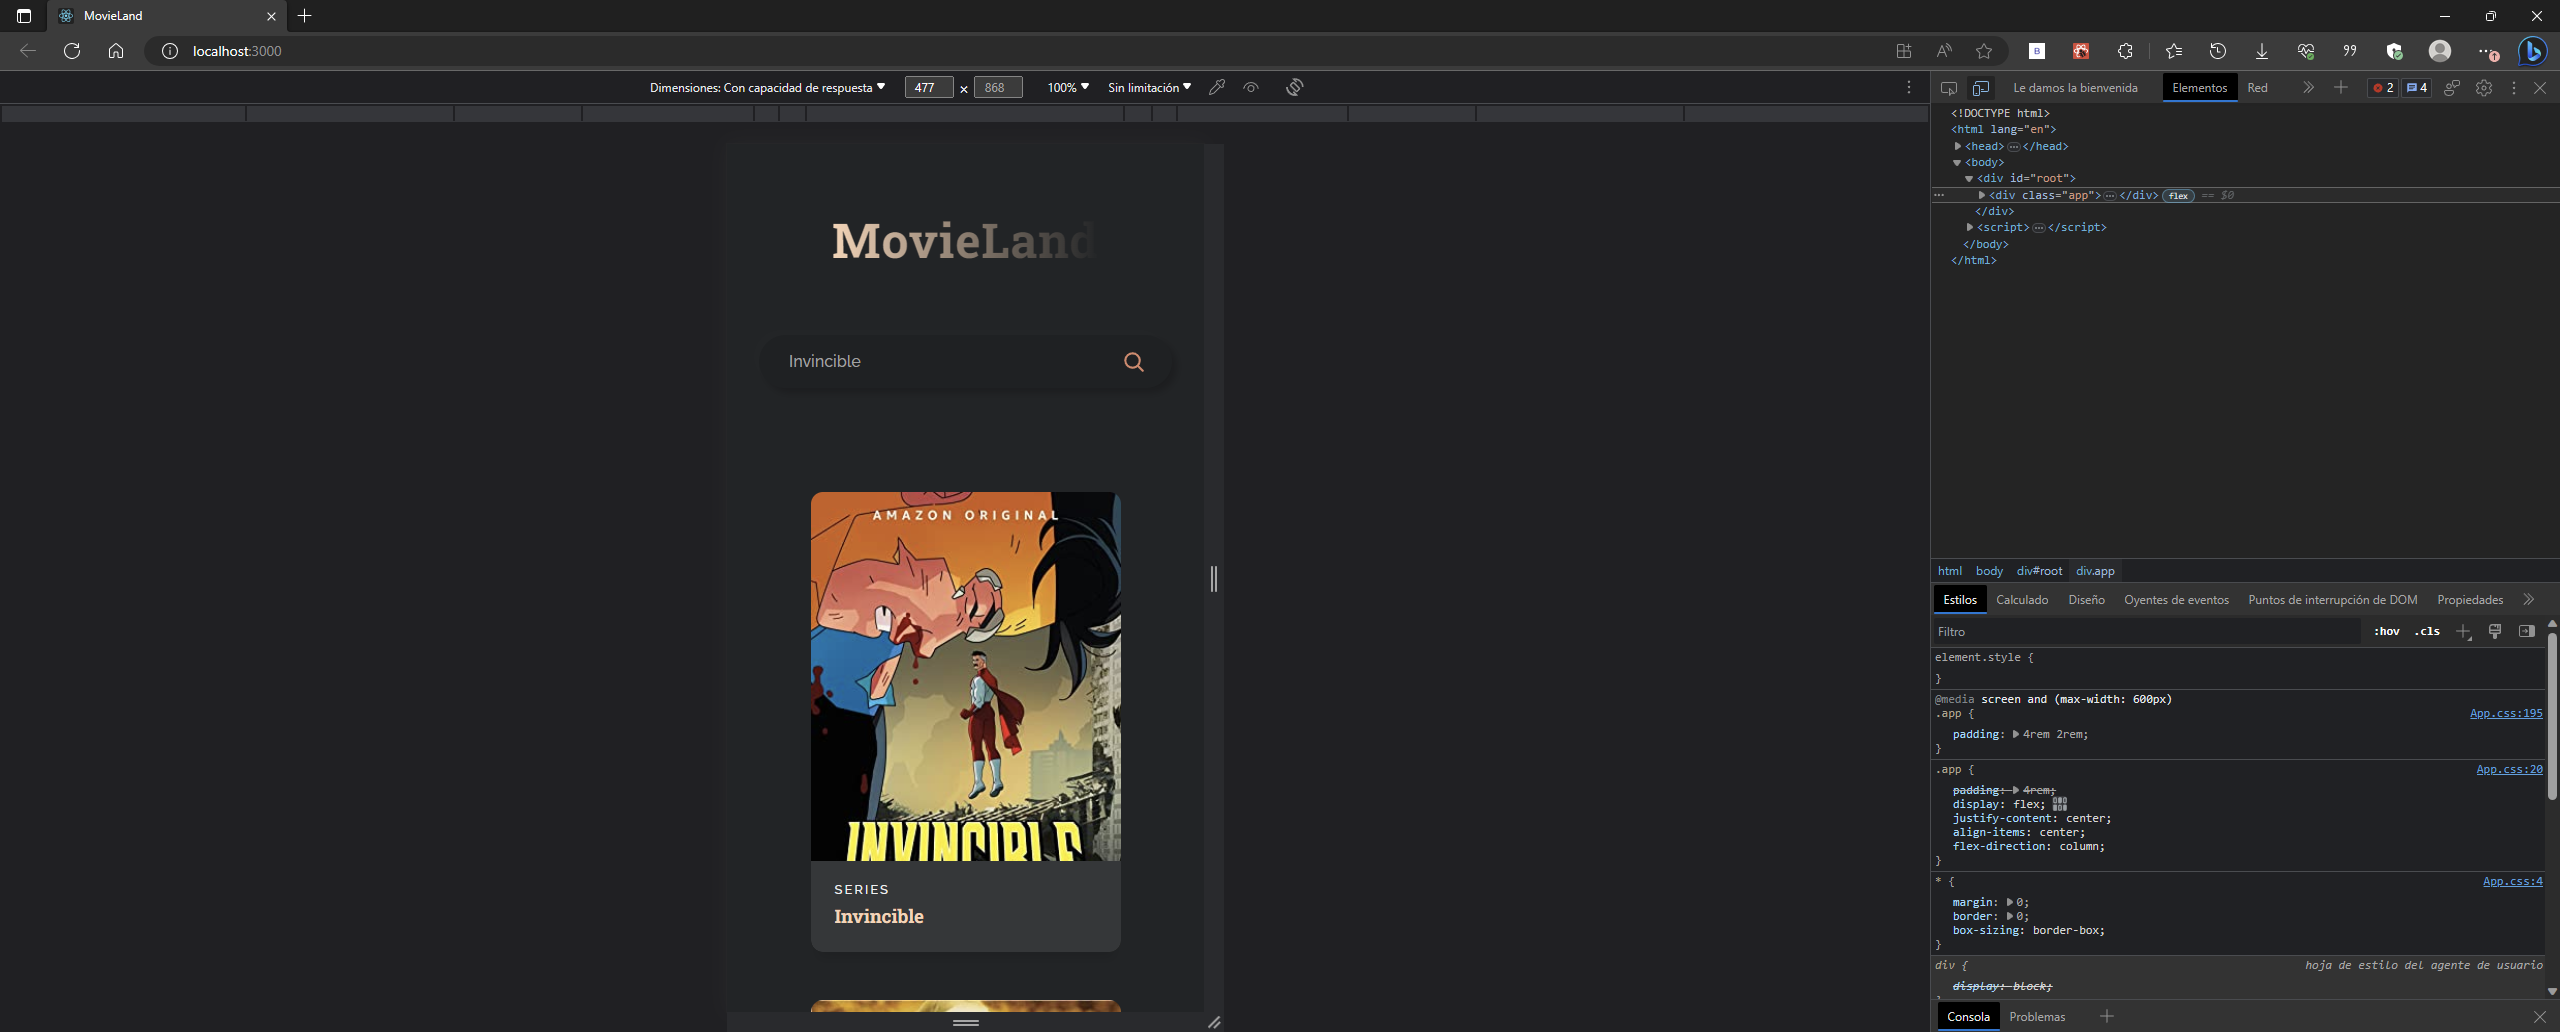 MovieLand
localhost:3000
Dimensiones: Con capacidad de respuesta
477 × 868
100%
Sin limitación
MovieLand
Invincible
AMAZON ORIGINAL
INVINCIBLE
SERIES
Invincible
Le damos la bienvenida
Elementos
Red
2
4
<!DOCTYPE html>
<html lang="en">
<head>…</head>
<body>
<div id="root">
<div class="app">…</div> flex == $0
</div>
<script>…</script>
</body>
</html>
html body div#root div.app
Estilos Calculado Diseño Oyentes de eventos Puntos de interrupción de DOM Propiedades
Filtro
:hov .cls
element.style {
}
@media screen and (max-width: 600px)
.app { App.css:195
padding: 4rem 2rem;
}
.app { App.css:20
padding: 4rem;
display: flex;
justify-content: center;
align-items: center;
flex-direction: column;
}
* { App.css:4
margin: 0;
border: 0;
box-sizing: border-box;
}
div { hoja de estilo del agente de usuario
display: block;
Consola Problemas